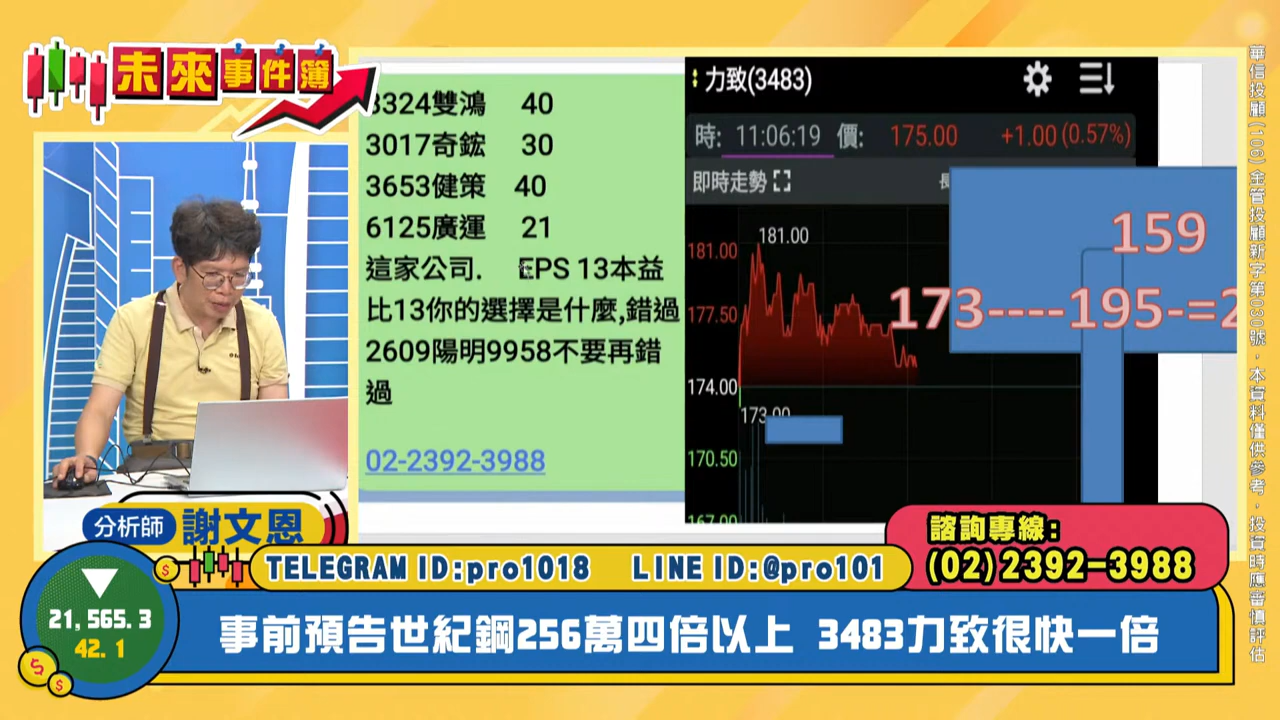 未來事件簿
3324雙鴻 40
3017奇鋐 30
3653健策 40
6125廣運 21
這家公司. EPS 13本益
比13你的選擇是什麼,錯過
2609陽明9958不要再錯
過
02-2392-3988
力致(3483)
時: 11:06:19 價: 175.00 +1.00 (0.57%)
即時走勢
181.00
181.00
177.50
174.00
173.00
170.50
167.00
159
173----195-=2
華信投顧(106)金管投顧新字第030號，本資料僅供參考，投資時應審慎評估
分析師 謝文恩
TELEGRAM ID:pro1018 LINE ID:@pro101
諮詢專線:
(02)2392-3988
21,565.3
42.1
事前預告世紀鋼256萬四倍以上 3483力致很快一倍